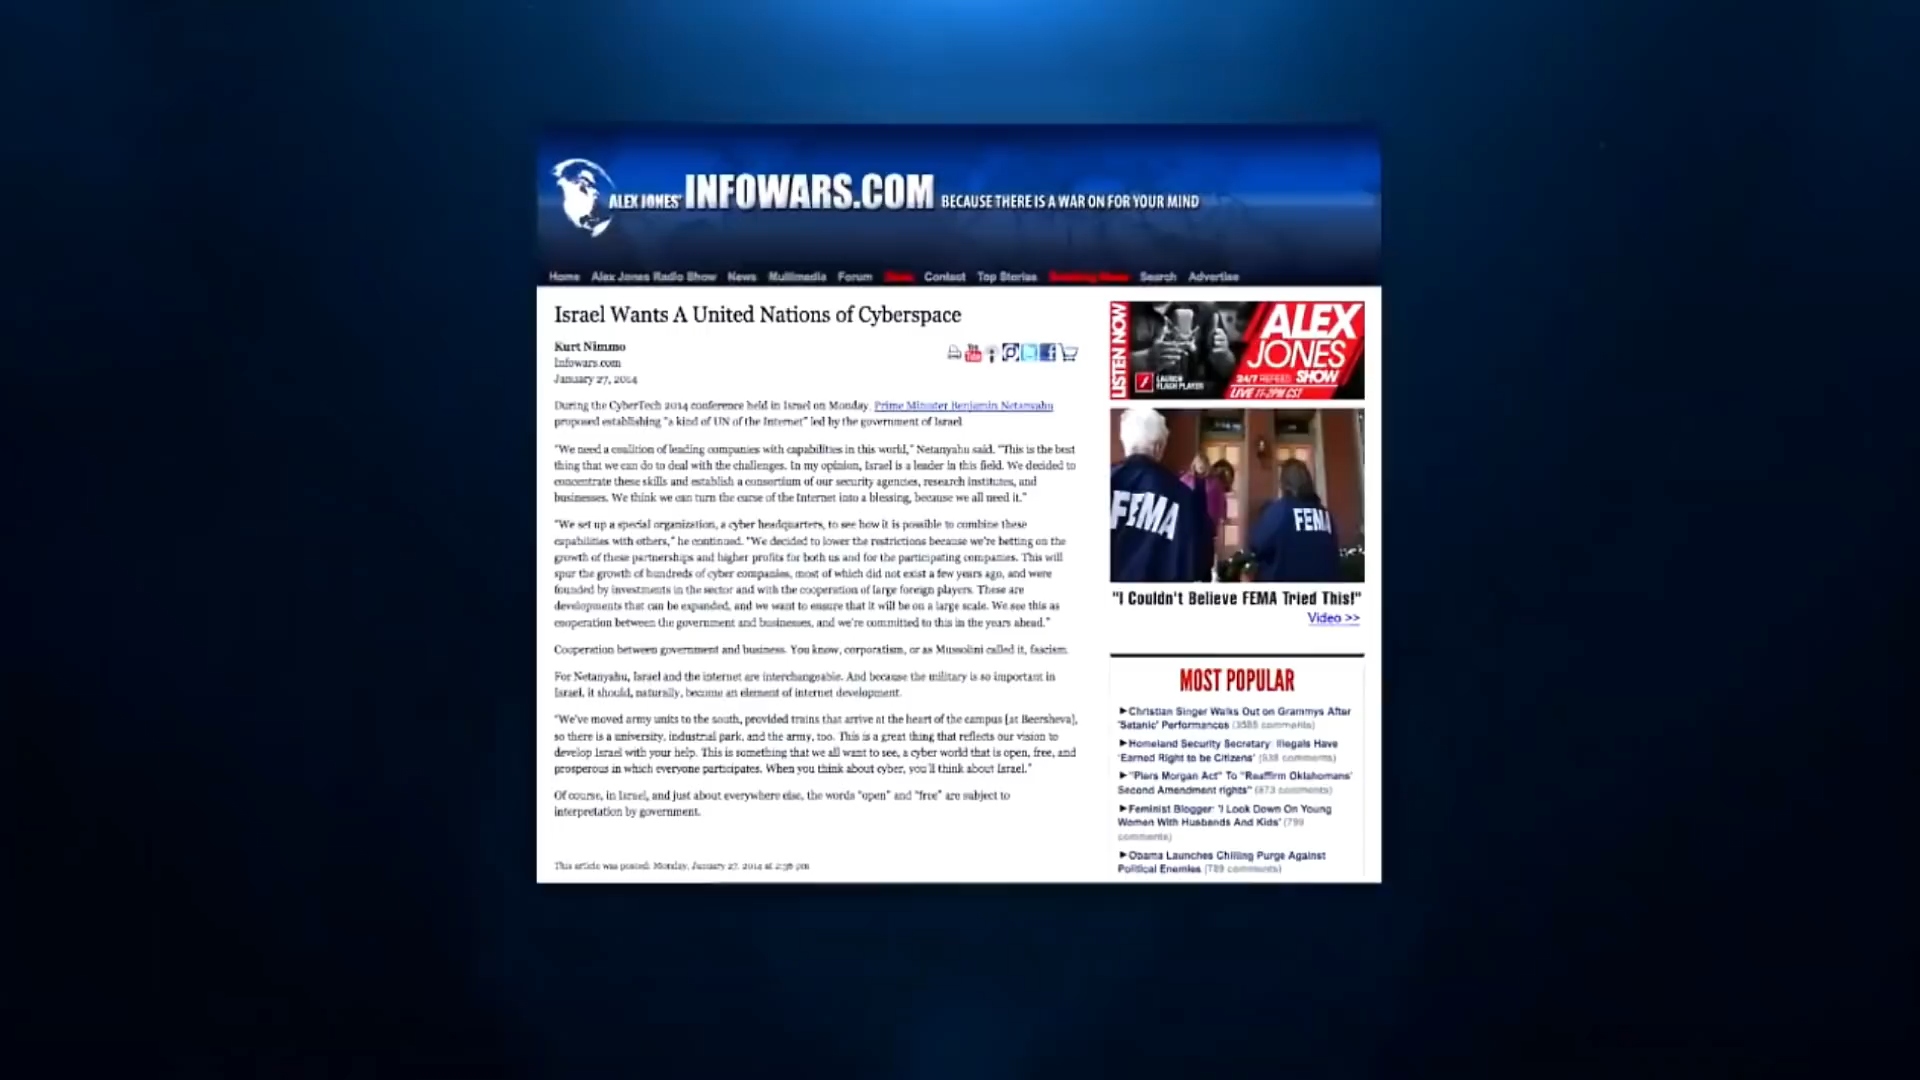 ALEX JONES' INFOWARS.COM BECAUSE THERE IS A WAR ON FOR YOUR MIND
Home Alex Jones Radio Show News Multimedia Forum Contact Top Stories Breaking News Search Advertise
Israel Wants A United Nations of Cyberspace
Kurt Nimmo
Infowars.com
January 27, 2014
During the CyberTech 2014 conference held in Israel on Monday, Prime Minister Benjamin Netanyahu
proposed establishing "a kind of UN of the Internet" led by the government of Israel
"We need a coalition of leading companies with capabilities in this world," Netanyahu said. "This is the best
thing that we can do to deal with the challenges. In my opinion, Israel is a leader in this field. We decided to
concentrate these skills and establish a consortium of our security agencies, research institutes, and
businesses. We think we can turn the curse of the Internet into a blessing, because we all need it."
"We set up a special organization, a cyber headquarters, to see how it is possible to combine these
capabilities with others," he continued. "We decided to lower the restrictions because we're betting on the
growth of these partnerships and higher profits for both us and for the participating companies. This will
spur the growth of hundreds of cyber companies, most of which did not exist a few years ago, and were
founded by investments in the sector and with the cooperation of large foreign players. These are
developments that can be expanded, and we want to ensure that it will be on a large scale. We see this as
cooperation between the government and businesses, and we're committed to this in the years ahead."
Cooperation between government and business. You know, corporatism, or as Mussolini called it, fascism.
For Netanyahu, Israel and the internet are interchangeable. And because the military is so important in
Israel, it should, naturally, become an element of internet development.
"We've moved army units to the south, provided trains that arrive at the heart of the campus [at Beersheva],
so there is a university, industrial park, and the army, too. This is a great thing that reflects our vision to
develop Israel with your help. This is something that we all want to see, a cyber world that is open, free, and
prosperous in which everyone participates. When you think about cyber, you'll think about Israel."
Of course, in Israel, and just about everywhere else, the words "open" and "free" are subject to
interpretation by government.
This article was posted: Monday, January 27, 2014 at 2:36 pm
LISTEN NOW
ALEX
JONES
SHOW
24/7 REFEED
LIVE 11-2PM CST
LAUNCH
FLASH PLAYER
FEMA
FEMA
"I Couldn't Believe FEMA Tried This!"
Video >>
MOST POPULAR
Christian Singer Walks Out on Grammys After
'Satanic' Performances (3585 comments)
Homeland Security Secretary: Illegals Have
'Earned Right to be Citizens' (838 comments)
"Piers Morgan Act" To "Reaffirm Oklahomans'
Second Amendment rights" (873 comments)
Feminist Blogger: 'I Look Down On Young
Women With Husbands And Kids' (799
comments)
Obama Launches Chilling Purge Against
Political Enemies (789 comments)